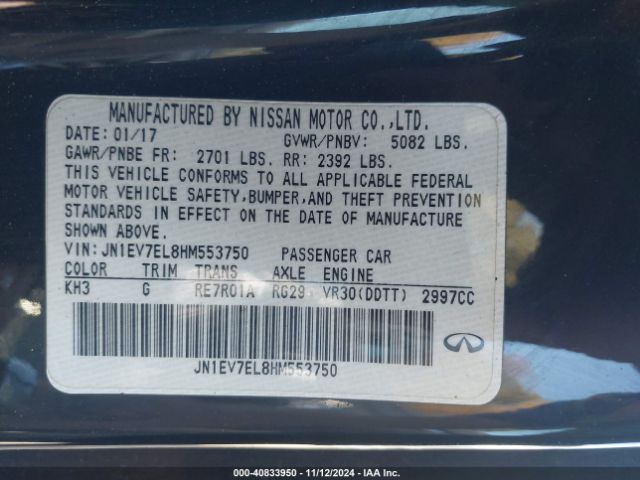 MANUFACTURED BY NISSAN MOTOR CO.,LTD.
DATE: 01/17 GVWR/PNBV: 5082 LBS.
GAWR/PNBE FR: 2701 LBS. RR: 2392 LBS.
THIS VEHICLE CONFORMS TO ALL APPLICABLE FEDERAL
MOTOR VEHICLE SAFETY,BUMPER,AND THEFT PREVENTION
STANDARDS IN EFFECT ON THE DATE OF MANUFACTURE
SHOWN ABOVE.
VIN:JN1EV7EL8HM553750 PASSENGER CAR
COLOR TRIM TRANS AXLE ENGINE
KH3 G RE7R01A RG29 VR30(DDTT) 2997CC
JN1EV7EL8HM553750
00-40833950 - 11/12/2024 - IAA Inc.